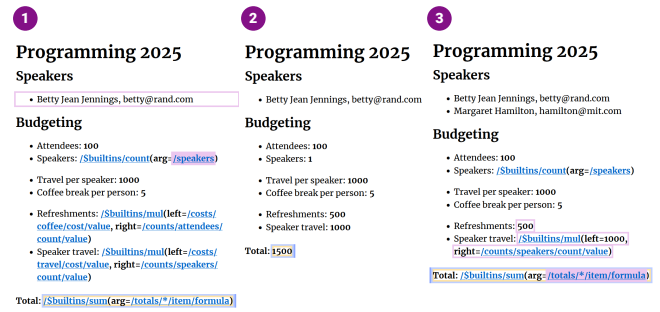 1
Programming 2025
Speakers
• Betty Jean Jennings, betty@rand.com
Budgeting
• Attendees: 100
• Speakers: /$builtins/count(arg=/speakers)
• Travel per speaker: 1000
• Coffee break per person: 5
• Refreshments: /$builtins/mul(left=/costs/
coffee/cost/value, right=/counts/attendees/
count/value)
• Speaker travel: /$builtins/mul(left=/costs/
travel/cost/value, right=/counts/speakers/
count/value)
Total: /$builtins/sum(arg=/totals/*/item/formula)
2
Programming 2025
Speakers
• Betty Jean Jennings, betty@rand.com
Budgeting
• Attendees: 100
• Speakers: 1
• Travel per speaker: 1000
• Coffee break per person: 5
• Refreshments: 500
• Speaker travel: 1000
Total: 1500
3
Programming 2025
Speakers
• Betty Jean Jennings, betty@rand.com
• Margaret Hamilton, hamilton@mit.com
Budgeting
• Attendees: 100
• Speakers: /$builtins/count(arg=/speakers)
• Travel per speaker: 1000
• Coffee break per person: 5
• Refreshments: 500
• Speaker travel: /$builtins/mul(left=1000,
right=/counts/speakers/count/value)
Total: /$builtins/sum(arg=/totals/*/item/formula)